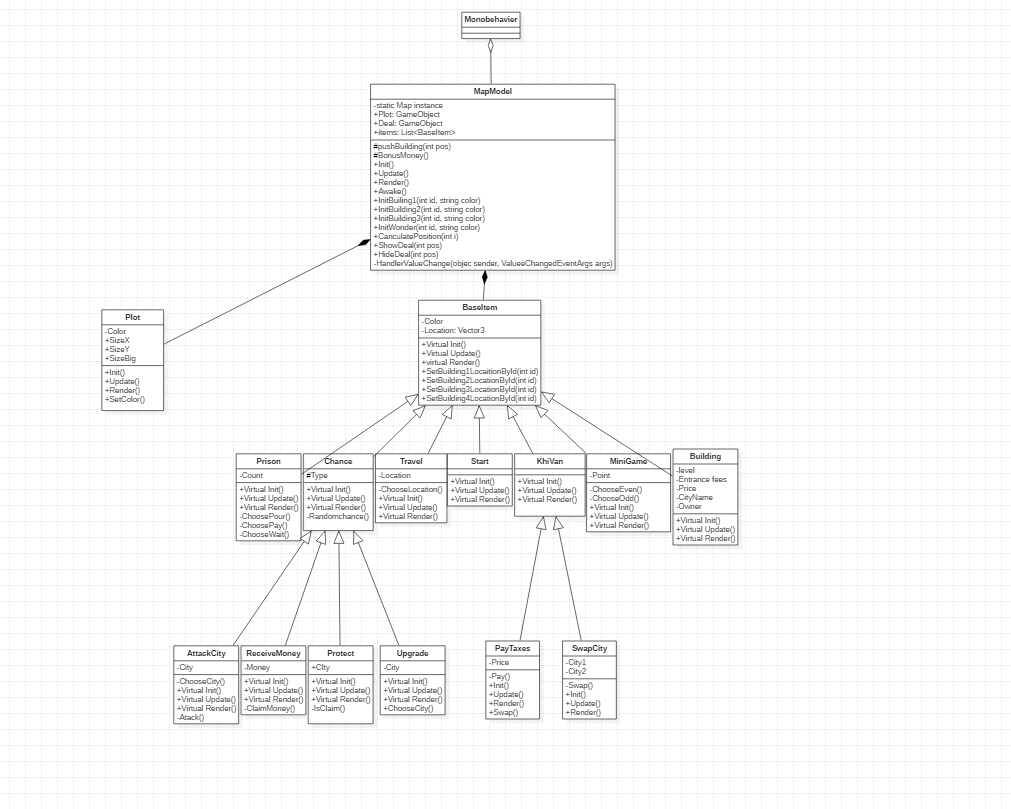 Monobehavier
MapModel
-static Map instance
+Plot: GameObject
+Deal: GameObject
+items: List<BaseItem>
#pushBuilding(int pos)
#BonusMoney()
+Init()
+Update()
+Render()
+Awake()
+InitBuiling1(int id, string color)
+InitBuilding2(int id, string color)
+InitBuilding3(int id, string color)
+InitWonder(int id, string color)
+CanculatePosition(int i)
+ShowDeal(int pos)
+HideDeal(int pos)
-HandlerValueChange(objec sender, ValueeChangedEventArgs args)
Plot
-Color
+SizeX
+SizeY
+SizeBig
+Init()
+Update()
+Render()
+SetColor()
BaseItem
-Color
-Location: Vector3
+Virtual Init()
+Virtual Update()
+virtual Render()
+SetBuilding1LocaitionById(int id)
+SetBuilding2LocationById(int id)
+SetBuilding3LocationById(int id)
+SetBuilding4LocationById(int id)
Prison
-Count
+Virtual Init()
+Virtual Update()
+Virtual Render()
-ChoosePour()
-ChoosePay()
-ChooseWait()
Chance
#Type
+Virtual Init()
+Virtual Update()
+Virtual Render()
-Randomchance()
Travel
-Location
-ChooseLocation()
+Virtual Init()
+Virtual Update()
+Virtual Render()
Start
+Virtual Init()
+Virtual Update()
+Virtual Render()
KhiVan
+Virtual Init()
+Virtual Update()
+Virtual Render()
MiniGame
-Point
-ChooseEven()
-ChooseOdd()
+Virtual Init()
+Virtual Update()
+Virtual Render()
Building
-level
-Entrance fees
-Price
-CityName
-Owner
+Virtual Init()
+Virtual Update()
+Virtual Render()
AttackCity
-City
-ChooseCity()
+Virtual Init()
+Virtual Update()
+Virtual Render()
-Atack()
ReceiveMoney
-Money
+Virtual Init()
+Virtual Update()
+Virtual Render()
-ClaimMoney()
Protect
+CIty
+Virtual Init()
+Virtual Update()
+Virtual Render()
-IsClaim()
Upgrade
-City
+Virtual Init()
+Virtual Update()
+Virtual Render()
+ChooseCity()
PayTaxes
-Price
-Pay()
+Init()
+Update()
+Render()
+Swap()
SwapCity
-City1
-City2
-Swap()
+Init()
+Update()
+Render()